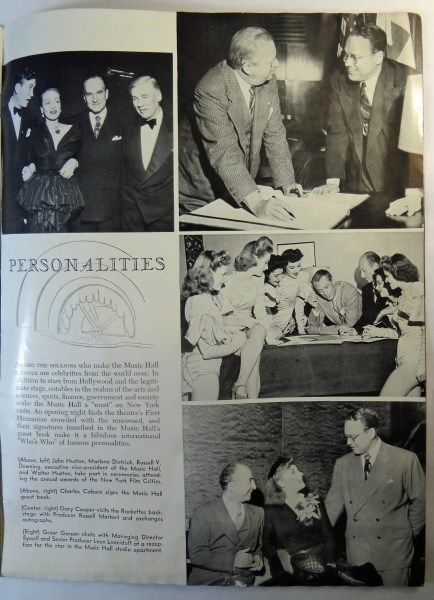 PERSONALITIES
AMONG THE MILLIONS who make the Music Hall
a mecca are celebrities from the world over. In
addition to stars from Hollywood and the legiti-
mate stage, notables in the realms of the arts and
sciences, sports, finance, government and society
make the Music Hall a "must" on New York
visits. An opening night finds the theatre's First
Mezzanine crowded with the renowned, and
their signatures inscribed in the Music Hall's
guest book make it a fabulous international
"Who's Who" of famous personalities.
(Above, left) John Huston, Marlene Dietrich, Russell V.
Downing, executive vice-president of the Music Hall,
and Walter Huston, take part in ceremonies attend-
ing the annual awards of the New York Film Critics.
(Above, right) Charles Coburn signs the Music Hall
guest book.
(Center, right) Gary Cooper visits the Rockettes back-
stage with Producer Russell Markert and exchanges
autographs.
(Right) Greer Garson chats with Managing Director
Eyssell and Senior Producer Leon Leonidoff at a recep-
tion for the star in the Music Hall studio apartment.